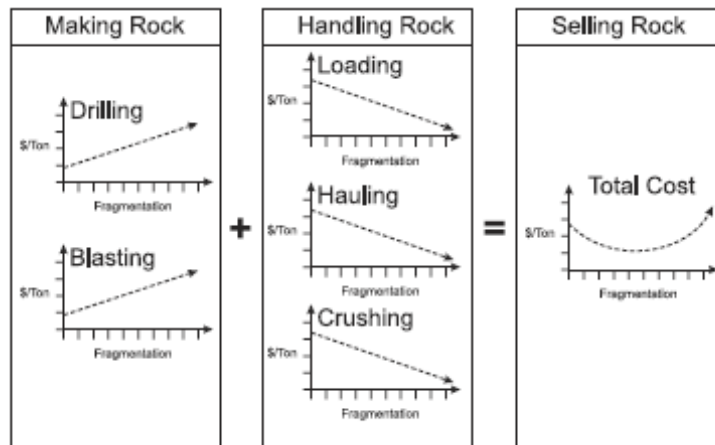 Making Rock
Drilling
$/Ton
Fragmentation
Blasting
$/Ton
Fragmentation
+
Handling Rock
Loading
$/Ton
Fragmentation
Hauling
$/Ton
Fragmentation
Crushing
$/Ton
Fragmentation
=
Selling Rock
Total Cost
$/Ton
Fragmentation